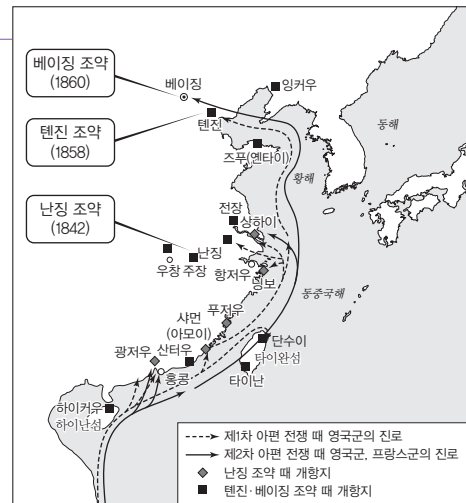 베이징 조약
(1860)
베이징
잉커우
톈진 조약
(1858)
톈진
동해
즈푸(옌타이)
황해
난징 조약
(1842)
전장
상하이
난징
우창
주장
항저우
닝보
동중국해
푸저우
샤먼
(아모이)
광저우
산터우
단수이
타이완섬
홍콩
타이난
하이커우
하이난섬
제1차 아편 전쟁 때 영국군의 진로
제2차 아편 전쟁 때 영국군, 프랑스군의 진로
난징 조약 때 개항지
톈진·베이징 조약 때 개항지